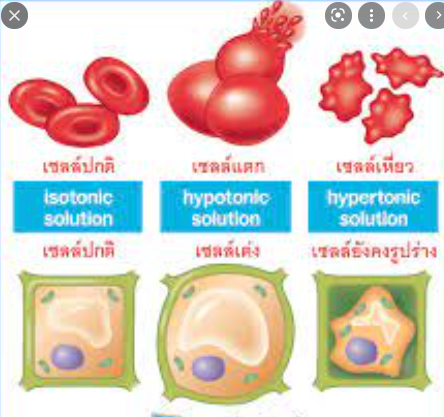 เซลล์ปกติ เซลล์แตก เซลล์เหี่ยว
isotonic solution hypotonic solution hypertonic solution
เซลล์ปกติ เซลล์เต่ง เซลล์ยังคงรูปร่าง